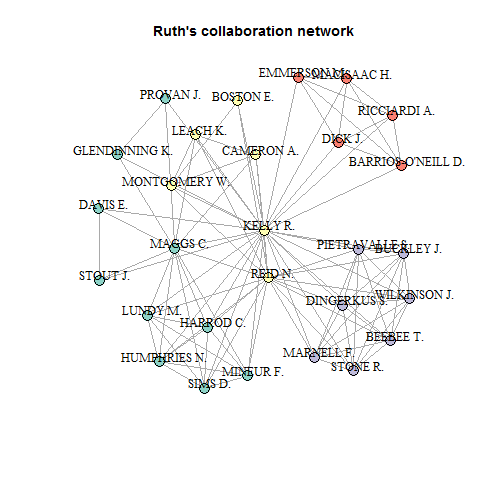 Ruth's collaboration network
EMMERSON M.
MACISAAC H.
PROVAN J.
BOSTON E.
RICCIARDI A.
LEACH K.
DICK J.
GLENDINNING K.
CAMERON A.
BARRIOS-O'NEILL D.
MONTGOMERY W.
DAVIS E.
KELLY R.
MAGGS C.
PIETRAVALLE S.
BUCKLEY J.
STOUT J.
REID N.
DINGERKUS S.
WILKINSON J.
LUNDY M.
HARROD C.
BEEBEE T.
HUMPHRIES N.
MARNELL F.
STONE R.
MINEUR F.
SIMS D.